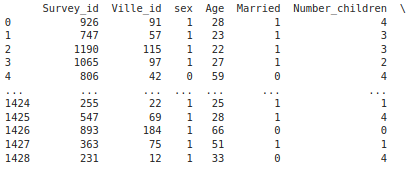 Survey_id Ville_id sex Age Married Number_children \
0 926 91 1 28 1 4
1 747 57 1 23 1 3
2 1190 115 1 22 1 3
3 1065 97 1 27 1 2
4 806 42 0 59 0 4
... ... ... ... ... ... ...
1424 255 22 1 25 1 1
1425 547 69 1 28 1 4
1426 893 184 1 66 0 0
1427 363 75 1 51 1 1
1428 231 12 1 33 0 4